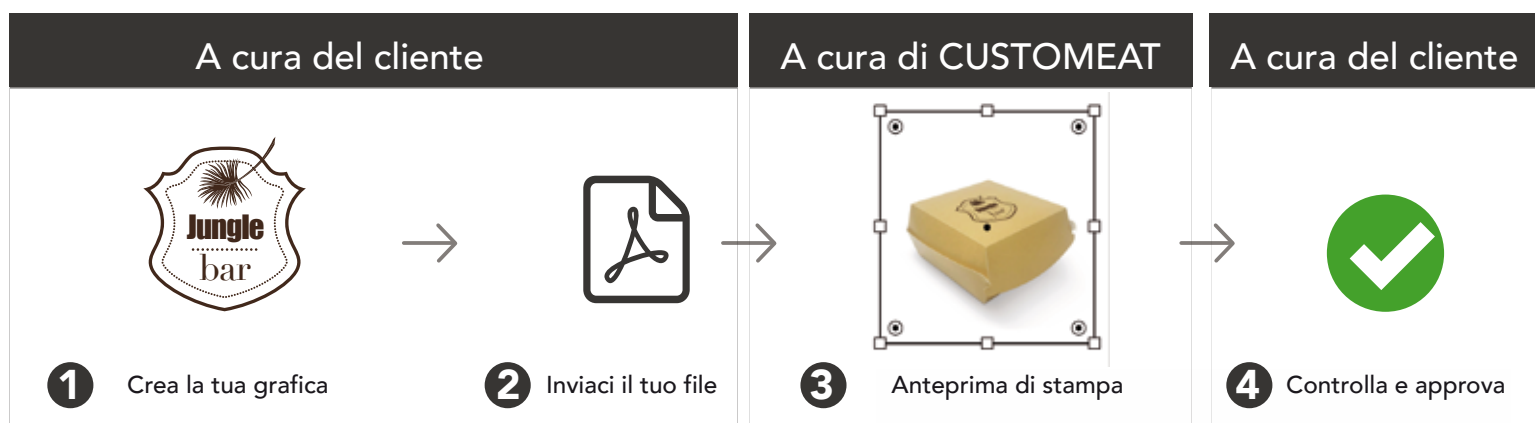 A cura del cliente
A cura di CUSTOMEAT
A cura del cliente
Jungle
bar
1 Crea la tua grafica
2 Inviaci il tuo file
3 Anteprima di stampa
4 Controlla e approva